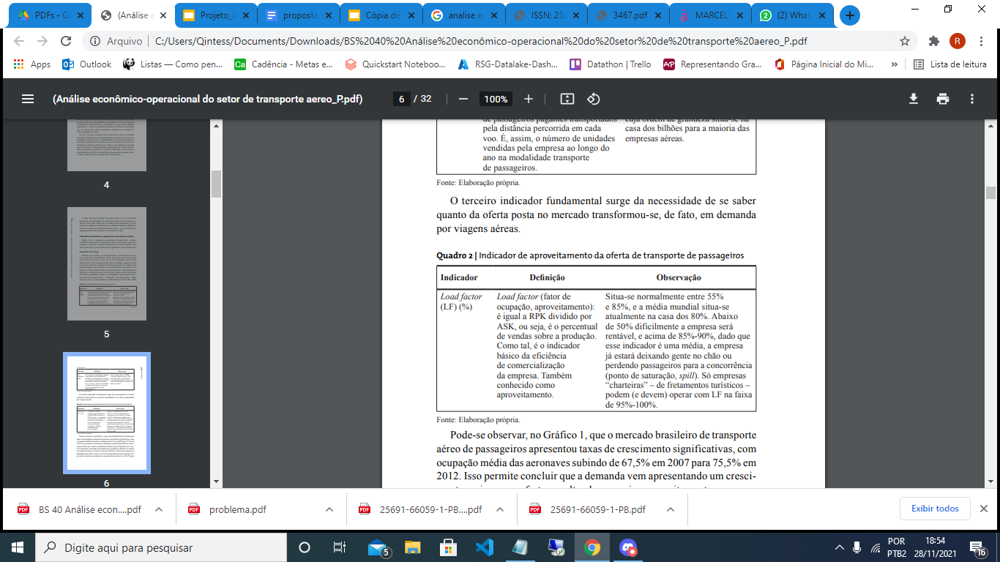 PDFs - G
(Análise e
Projeto_A
proposta
Cópia de
analise ec
ISSN: 252
3467.pdf
MARCELI
(2) Whats
Arquivo
C:/Users/Qintess/Documents/Downloads/BS%2040%20Análise%20econômico-operacional%20do%20setor%20de%20transporte%20aereo_P.pdf
R
Apps
Outlook
Listas — Como pen...
Cadência - Metas e...
Quickstart Noteboo...
RSG-Datalake-Dash...
Datathon | Trello
Representando Gra...
Página Inicial do Mi...
»
Lista de leitura
(Análise econômico-operacional do setor de transporte aereo_P.pdf)
6 / 32
100%
4
5
6
de passageiros pagantes transportados
pela distância percorrida em cada
voo. É, assim, o número de unidades
vendidas pela empresa ao longo do
ano na modalidade transporte
de passageiros.
cuja ordem de grandeza situa-se na
casa dos bilhões para a maioria das
empresas aéreas.
Fonte: Elaboração própria.
O terceiro indicador fundamental surge da necessidade de se saber
quanto da oferta posta no mercado transformou-se, de fato, em demanda
por viagens aéreas.
Quadro 2 | Indicador de aproveitamento da oferta de transporte de passageiros
Indicador
Definição
Observação
Load factor
(LF) (%)
Load factor (fator de
ocupação, aproveitamento):
é igual a RPK dividido por
ASK, ou seja, é o percentual
de vendas sobre a produção.
Como tal, é o indicador
básico da eficiência
de comercialização
da empresa. Também
conhecido como
aproveitamento.
Situa-se normalmente entre 55%
e 85%, e a média mundial situa-se
atualmente na casa dos 80%. Abaixo
de 50% dificilmente a empresa será
rentável, e acima de 85%-90%, dado que
esse indicador é uma média, a empresa
já estará deixando gente no chão ou
perdendo passageiros para a concorrência
(ponto de saturação, spill). Só empresas
“charteiras” – de fretamentos turísticos –
podem (e devem) operar com LF na faixa
de 95%-100%.
Fonte: Elaboração própria.
Pode-se observar, no Gráfico 1, que o mercado brasileiro de transporte
aéreo de passageiros apresentou taxas de crescimento significativas, com
ocupação média das aeronaves subindo de 67,5% em 2007 para 75,5% em
2012. Isso permite concluir que a demanda vem apresentando um cresci-
BS 40 Análise econ....pdf
problema.pdf
25691-66059-1-PB....pdf
25691-66059-1-PB.pdf
Exibir todos
Digite aqui para pesquisar
5
POR
PTB2
18:54
28/11/2021
16